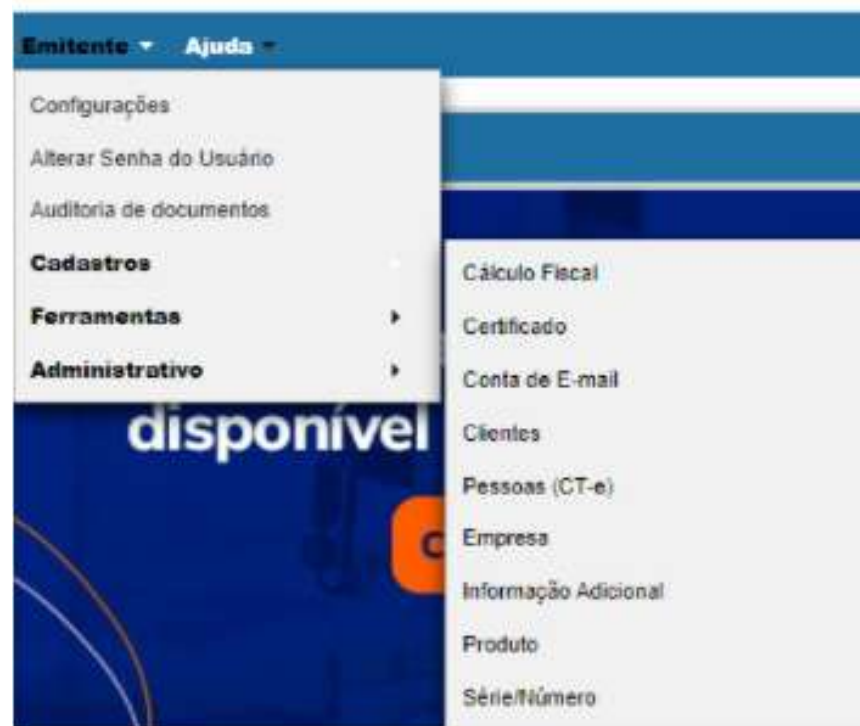 Emitente Ajuda
Configurações
Alterar Senha do Usuário
Auditoria de documentos
Cadastros
Ferramentas
Administrativo
Cálculo Fiscal
Certificado
Conta de E-mail
Clientes
Pessoas (CT-e)
Empresa
Informação Adicional
Produto
Série/Número
disponível
C